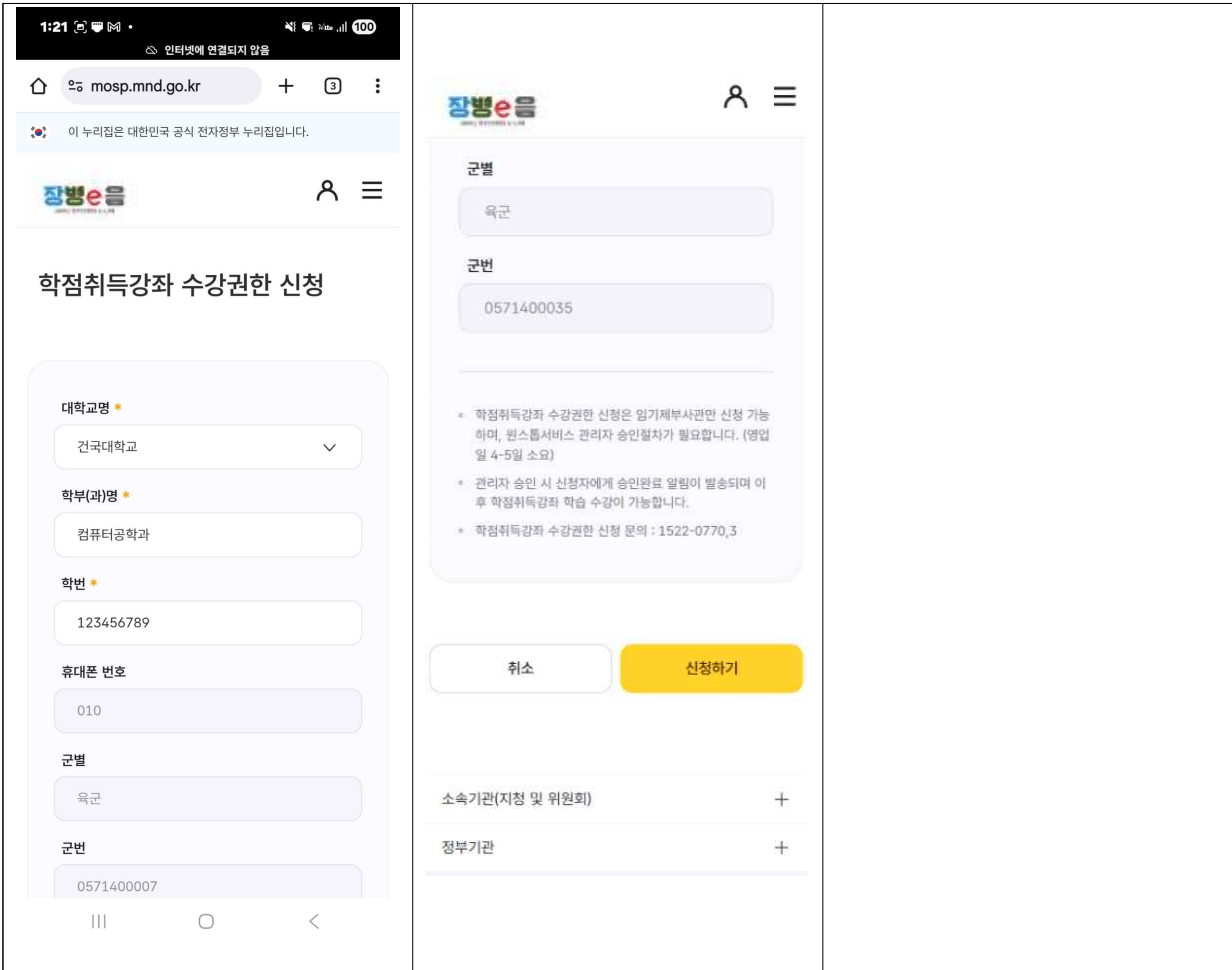 1:21
100
인터넷에 연결되지 않음
mosp.mnd.go.kr
3
이 누리집은 대한민국 공식 전자정부 누리집입니다.
장병e음
학점취득강좌 수강권한 신청
대학교명 *
건국대학교
학부(과)명 *
컴퓨터공학과
학번 *
123456789
휴대폰 번호
010
군별
육군
군번
0571400007
장병e음
군별
육군
군번
0571400035
학점취득강좌 수강권한 신청은 임기제부사관만 신청 가능
하며, 원스톱서비스 관리자 승인절차가 필요합니다. (영업
일 4-5일 소요)
관리자 승인 시 신청자에게 승인완료 알림이 발송되며 이
후 학점취득강좌 학습 수강이 가능합니다.
학점취득강좌 수강권한 신청 문의 : 1522-0770,3
취소
신청하기
소속기관(지청 및 위원회)
정부기관